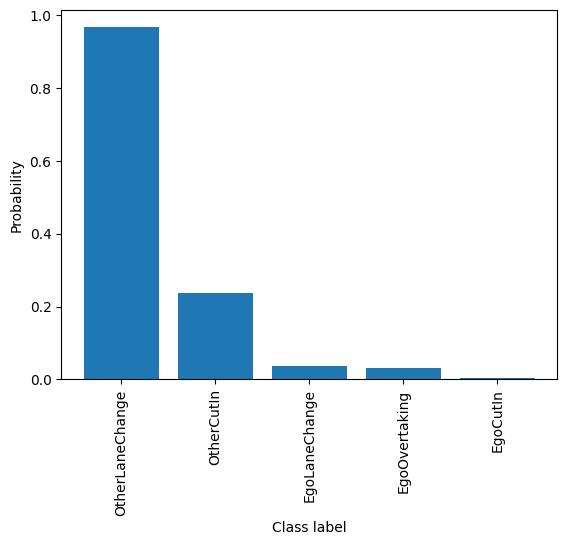 Probability
1.0
0.8
0.6
0.4
0.2
0.0
OtherLaneChange
OtherCutIn
EgoLaneChange
EgoOvertaking
EgoCutIn
Class label